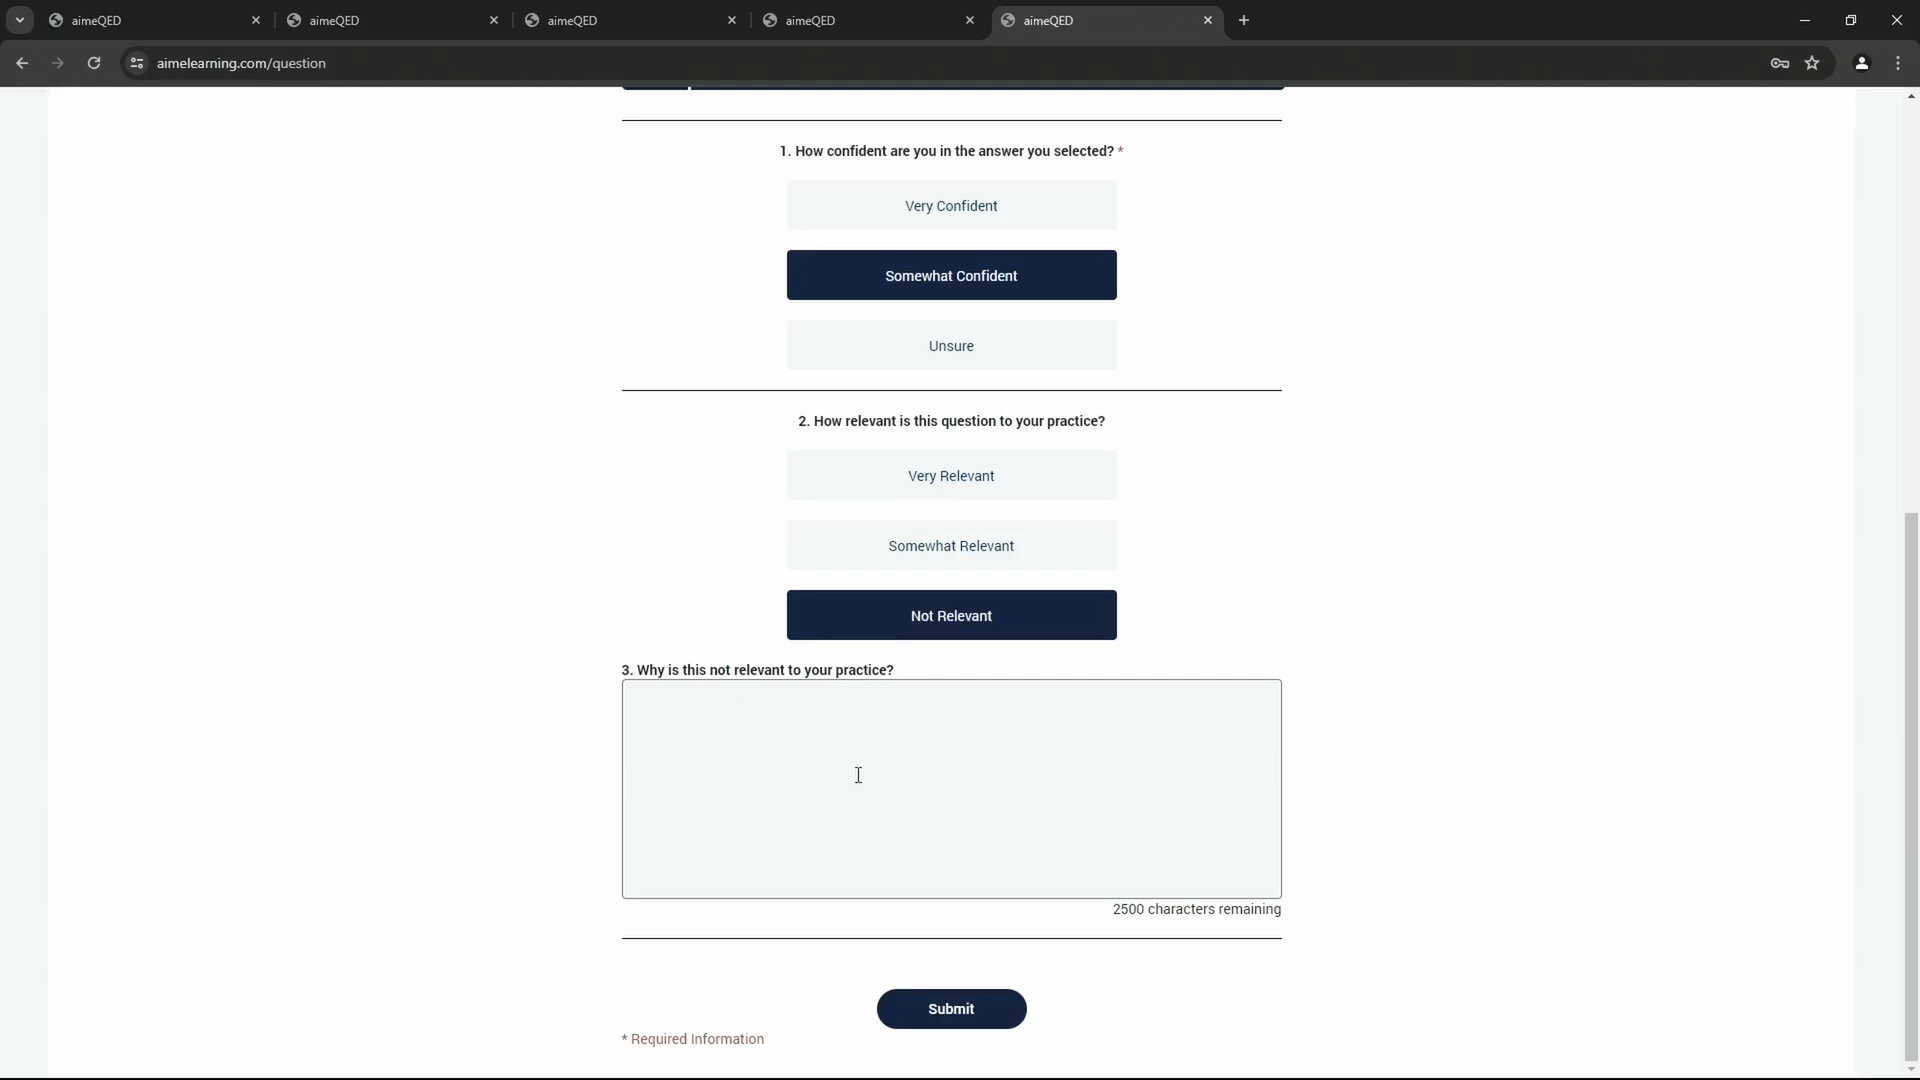 aimeQED
aimeQED
aimeQED
aimeQED
aimeQED
aimelearning.com/question
1. How confident are you in the answer you selected? *
Very Confident
Somewhat Confident
Unsure
2. How relevant is this question to your practice?
Very Relevant
Somewhat Relevant
Not Relevant
3. Why is this not relevant to your practice?
2500 characters remaining
Submit
* Required Information